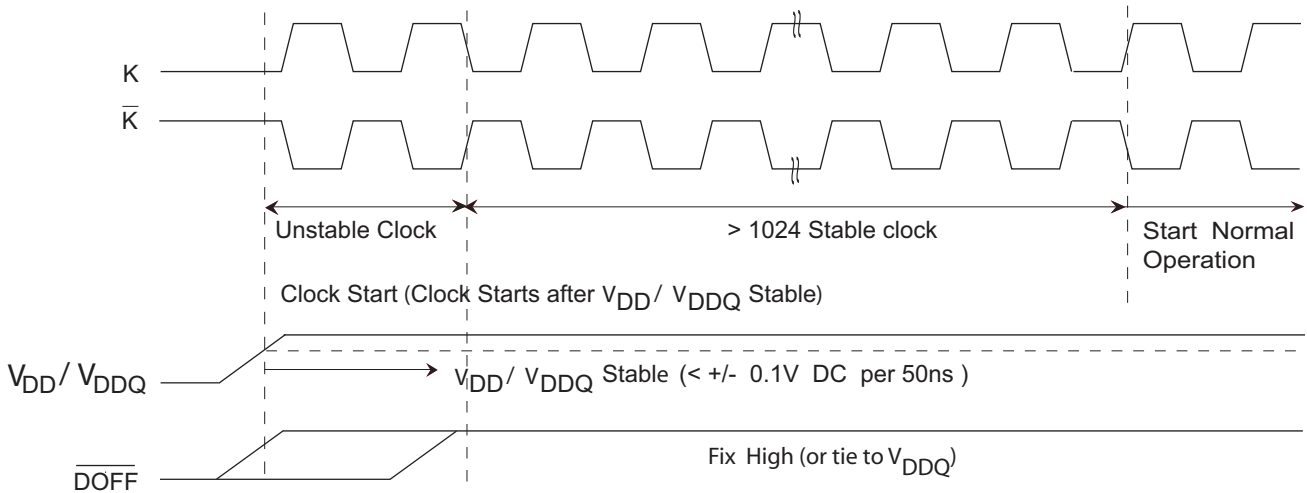 K
K̅
Unstable Clock
> 1024 Stable clock
Start Normal
Operation
Clock Start (Clock Starts after VDD / VDDQ Stable)
VDD / VDDQ
VDD / VDDQ Stable (< +/- 0.1V DC per 50ns )
D̅O̅F̅F̅
Fix High (or tie to VDDQ)